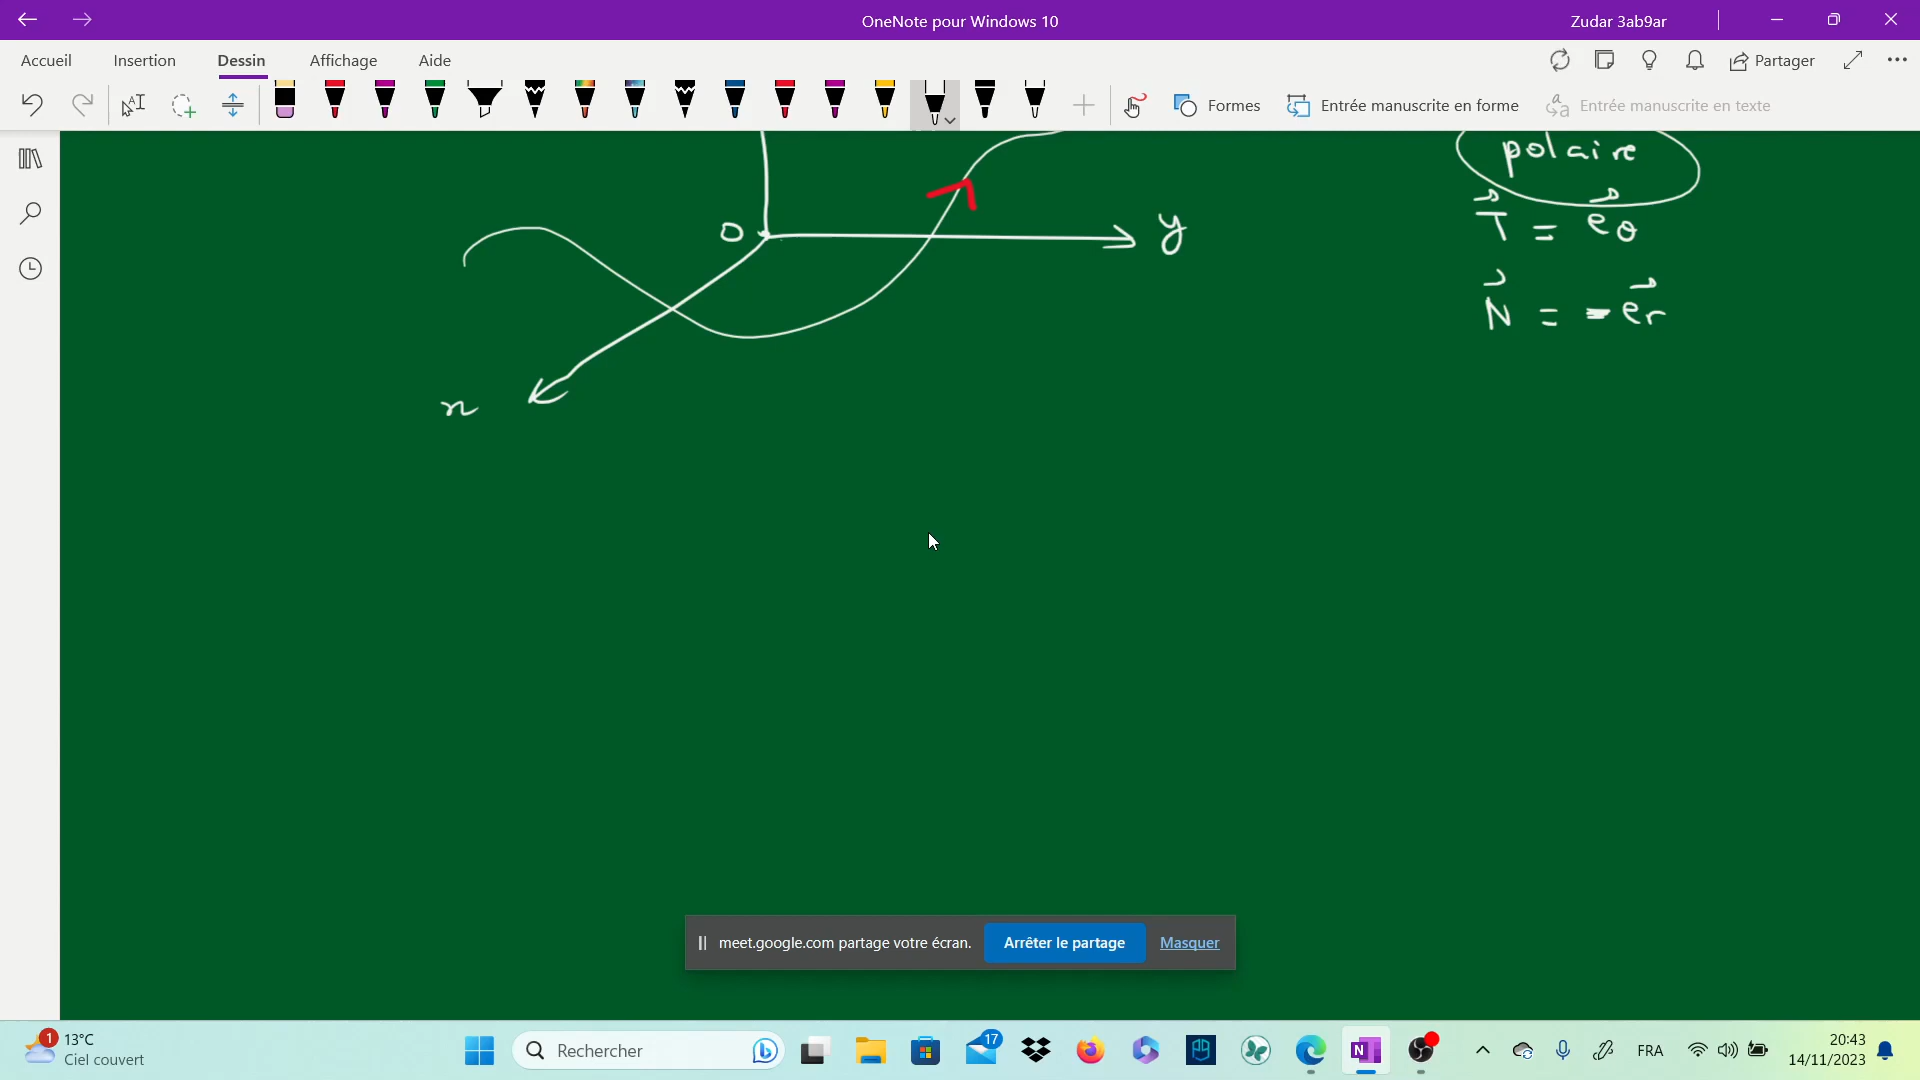 OneNote pour Windows 10
Zudar 3ab9ar
Accueil Insertion Dessin Affichage Aide
Partager
Formes Entrée manuscrite en forme Entrée manuscrite en texte
polaire
T⃗ = e⃗θ
N⃗ = -e⃗r
O
y
x
meet.google.com partage votre écran. Arrêter le partage Masquer
1
13°C
Ciel couvert
Rechercher
17
FRA
20:43
14/11/2023